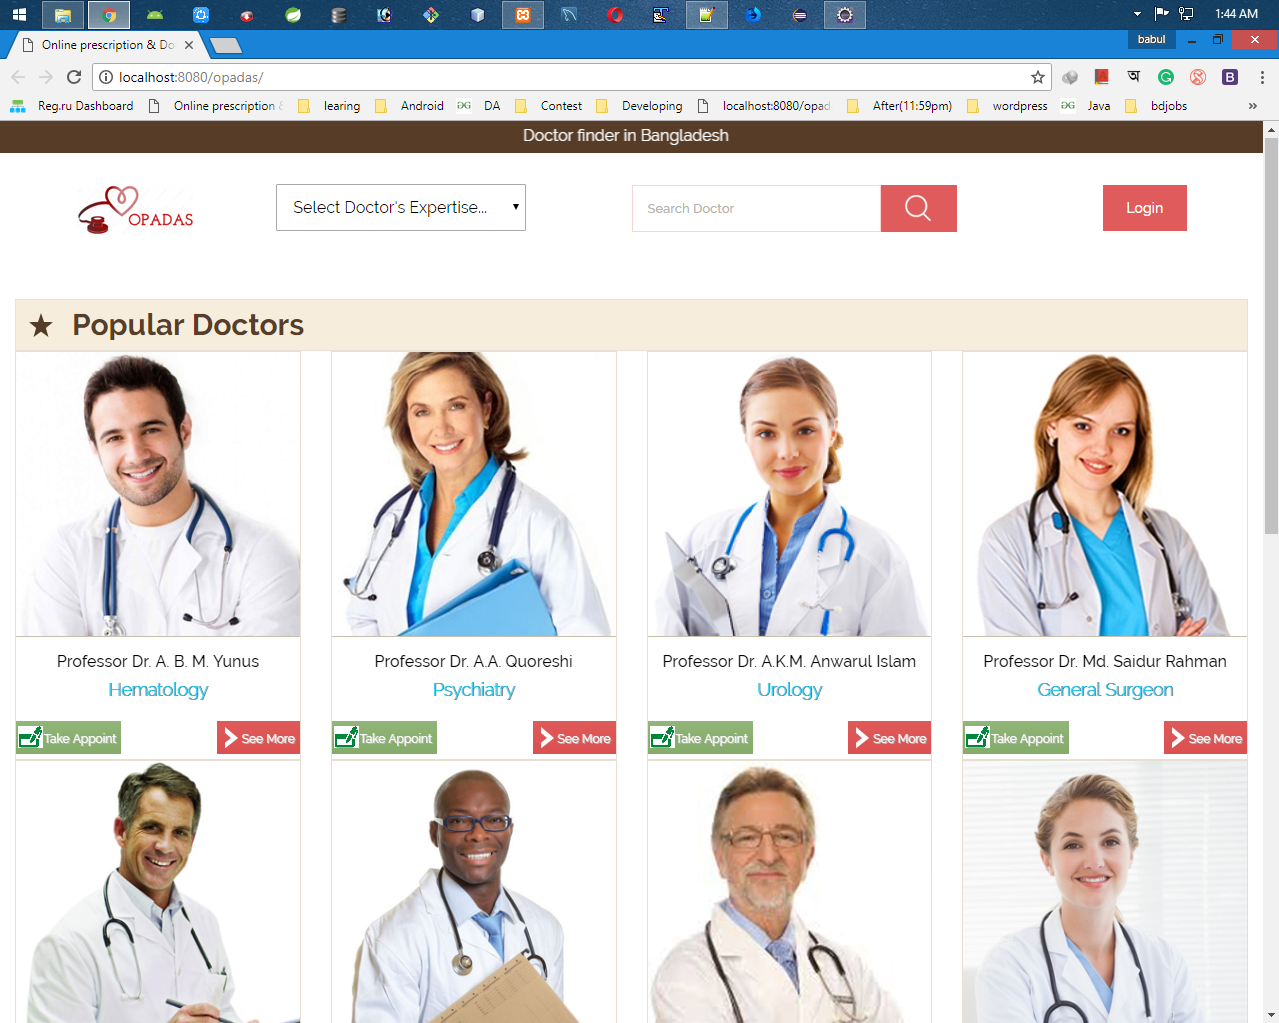 1:44 AM
Online prescription & Do
babul
localhost:8080/opadas/
Reg.ru Dashboard
Online prescription &
learing
Android
DA
Contest
Developing
localhost:8080/opad
After(11:59pm)
wordpress
Java
bdjobs
»
Doctor finder in Bangladesh
OPADAS
Select Doctor's Expertise...
Search Doctor
Login
★ Popular Doctors
Professor Dr. A. B. M. Yunus
Hematology
Take Appoint
See More
Professor Dr. A.A. Quoreshi
Psychiatry
Take Appoint
See More
Professor Dr. A.K.M. Anwarul Islam
Urology
Take Appoint
See More
Professor Dr. Md. Saidur Rahman
General Surgeon
Take Appoint
See More